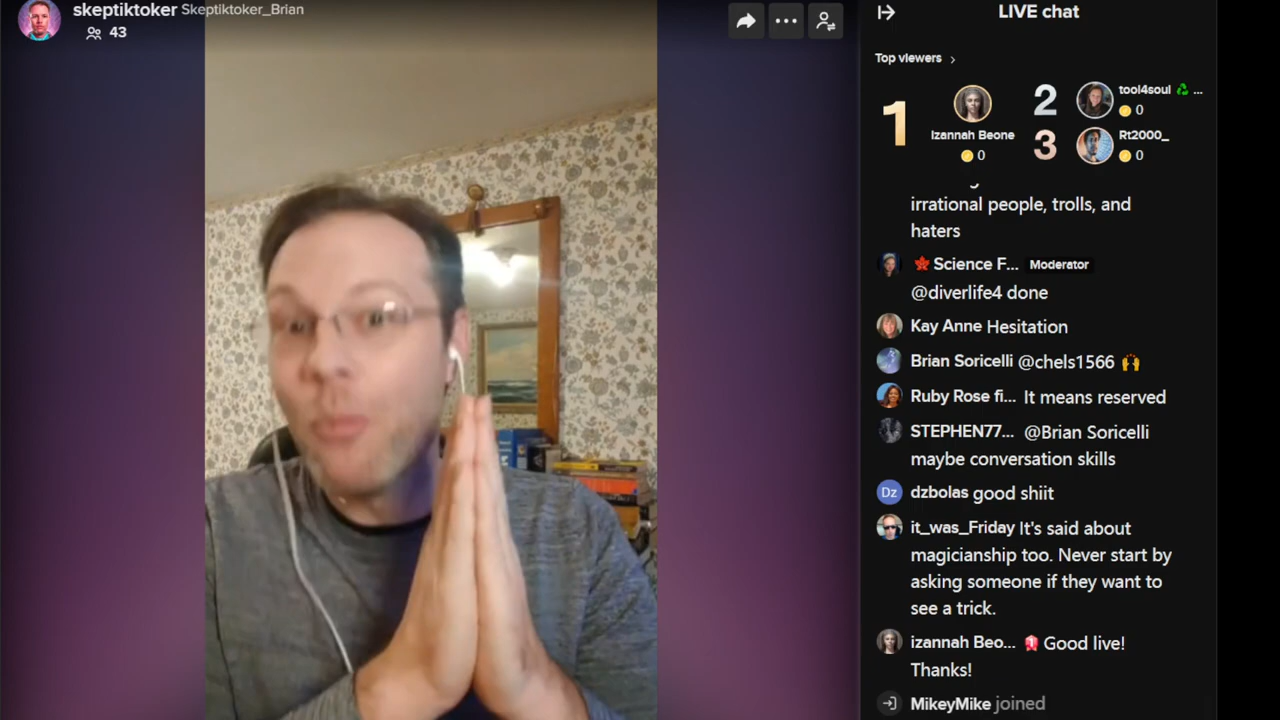 skeptiktoker Skeptiktoker_Brian
43
LIVE chat
Top viewers
1
Izannah Beone
0
2
tool4soul ...
0
3
Rt2000_
0
irrational people, trolls, and
haters
Science F... Moderator
@diverlife4 done
Kay Anne Hesitation
Brian Soricelli @chels1566
Ruby Rose fi... It means reserved
STEPHEN77... @Brian Soricelli
maybe conversation skills
Dz dzbolas good shiit
it_was_Friday It's said about
magicianship too. Never start by
asking someone if they want to
see a trick.
izannah Beo... Good live!
Thanks!
MikeyMike joined